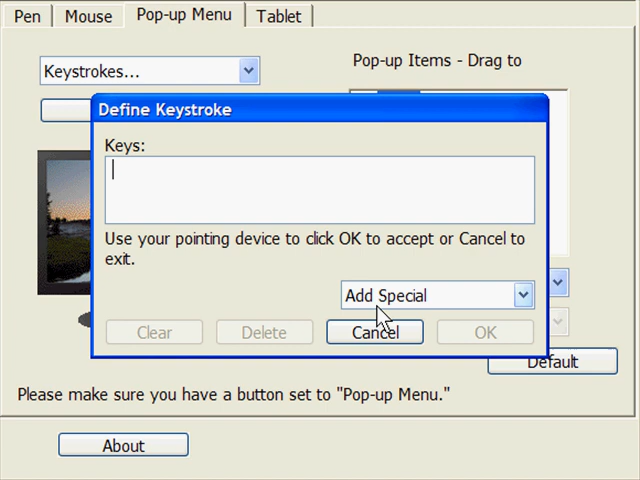 Pen
Mouse
Pop-up Menu
Tablet
Keystrokes...
Pop-up Items - Drag to
Define Keystroke
Keys:
Use your pointing device to click OK to accept or Cancel to
exit.
Add Special
Clear
Delete
Cancel
OK
Default
Please make sure you have a button set to "Pop-up Menu."
About